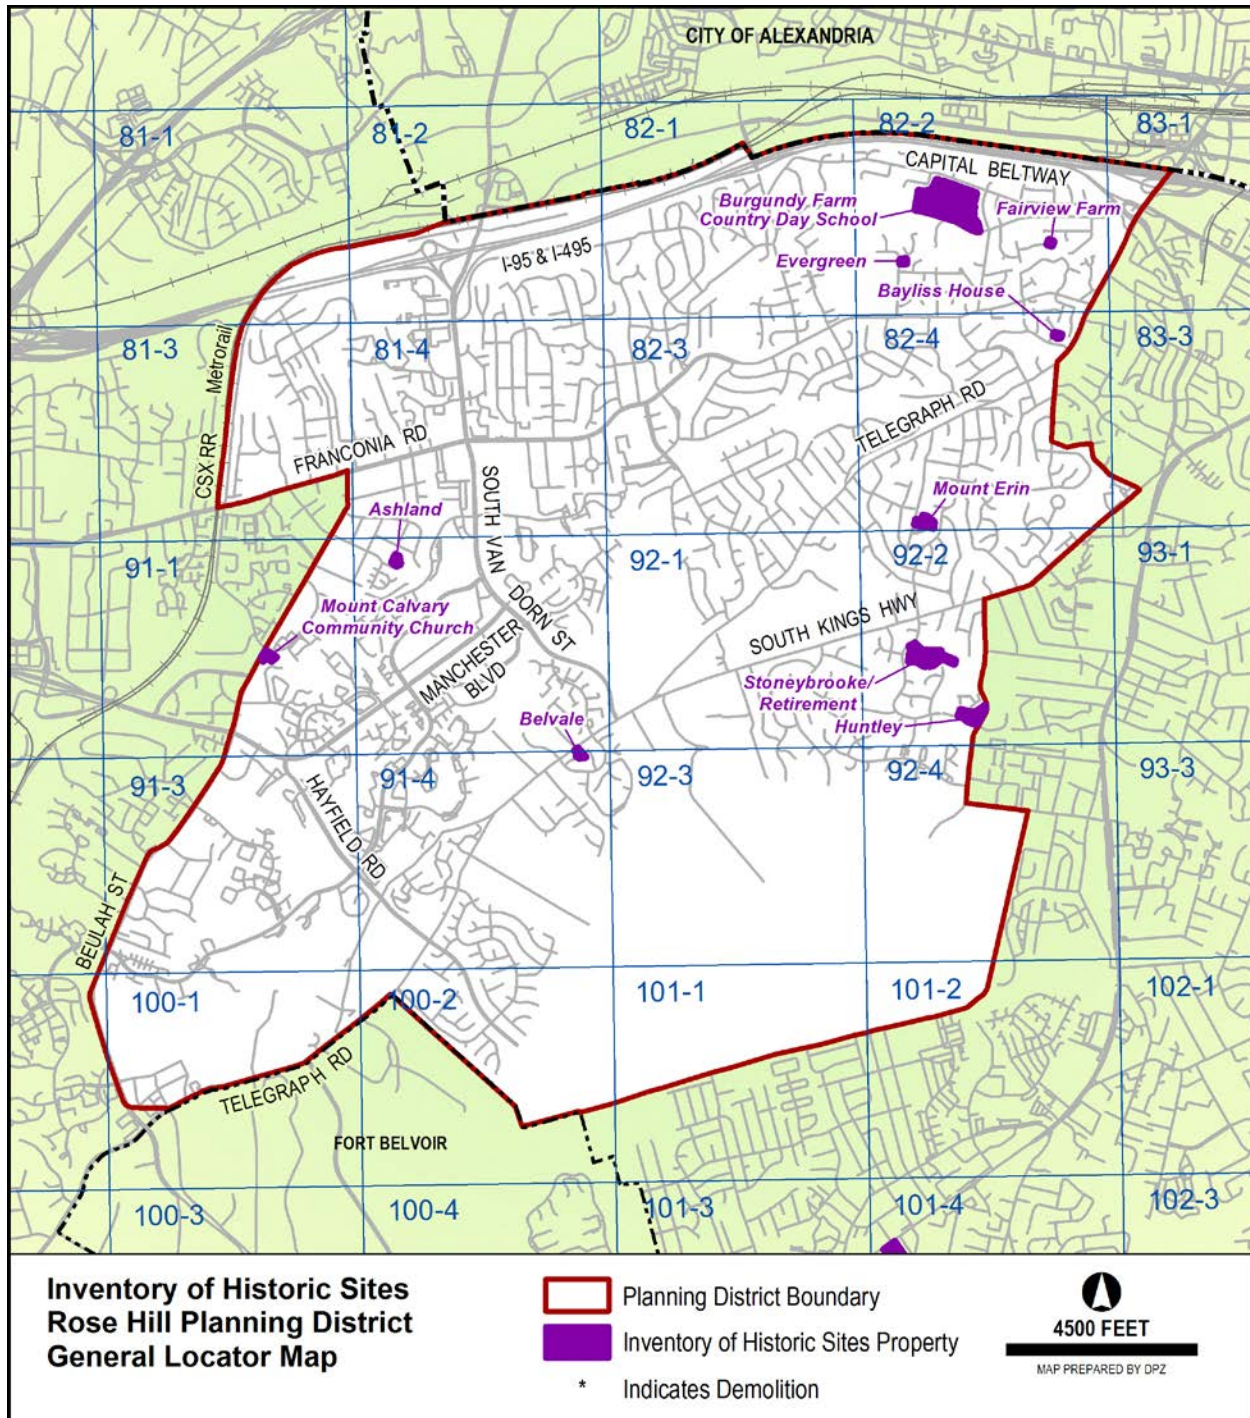 CITY OF ALEXANDRIA
81-1
81-2
82-1
82-2
83-1
CAPITAL BELTWAY
Burgundy Farm
Country Day School
Fairview Farm
I-95 & I-495
Evergreen
Bayliss House
81-3
Metrorail
81-4
82-3
82-4
83-3
CSX RR
FRANCONIA RD
TELEGRAPH RD
SOUTH VAN
DORN ST
Mount Erin
Ashland
91-1
92-1
92-2
93-1
Mount Calvary
Community Church
MANCHESTER
BLVD
SOUTH KINGS HWY
Stoneybrooke/
Retirement
Huntley
Belvale
91-3
91-4
92-3
92-4
93-3
HAYFIELD RD
BEULAH ST
100-1
100-2
101-1
101-2
102-1
TELEGRAPH RD
FORT BELVOIR
100-3
100-4
101-3
101-4
102-3
Inventory of Historic Sites
Rose Hill Planning District
General Locator Map
Planning District Boundary
Inventory of Historic Sites Property
* Indicates Demolition
4500 FEET
MAP PREPARED BY DPZ